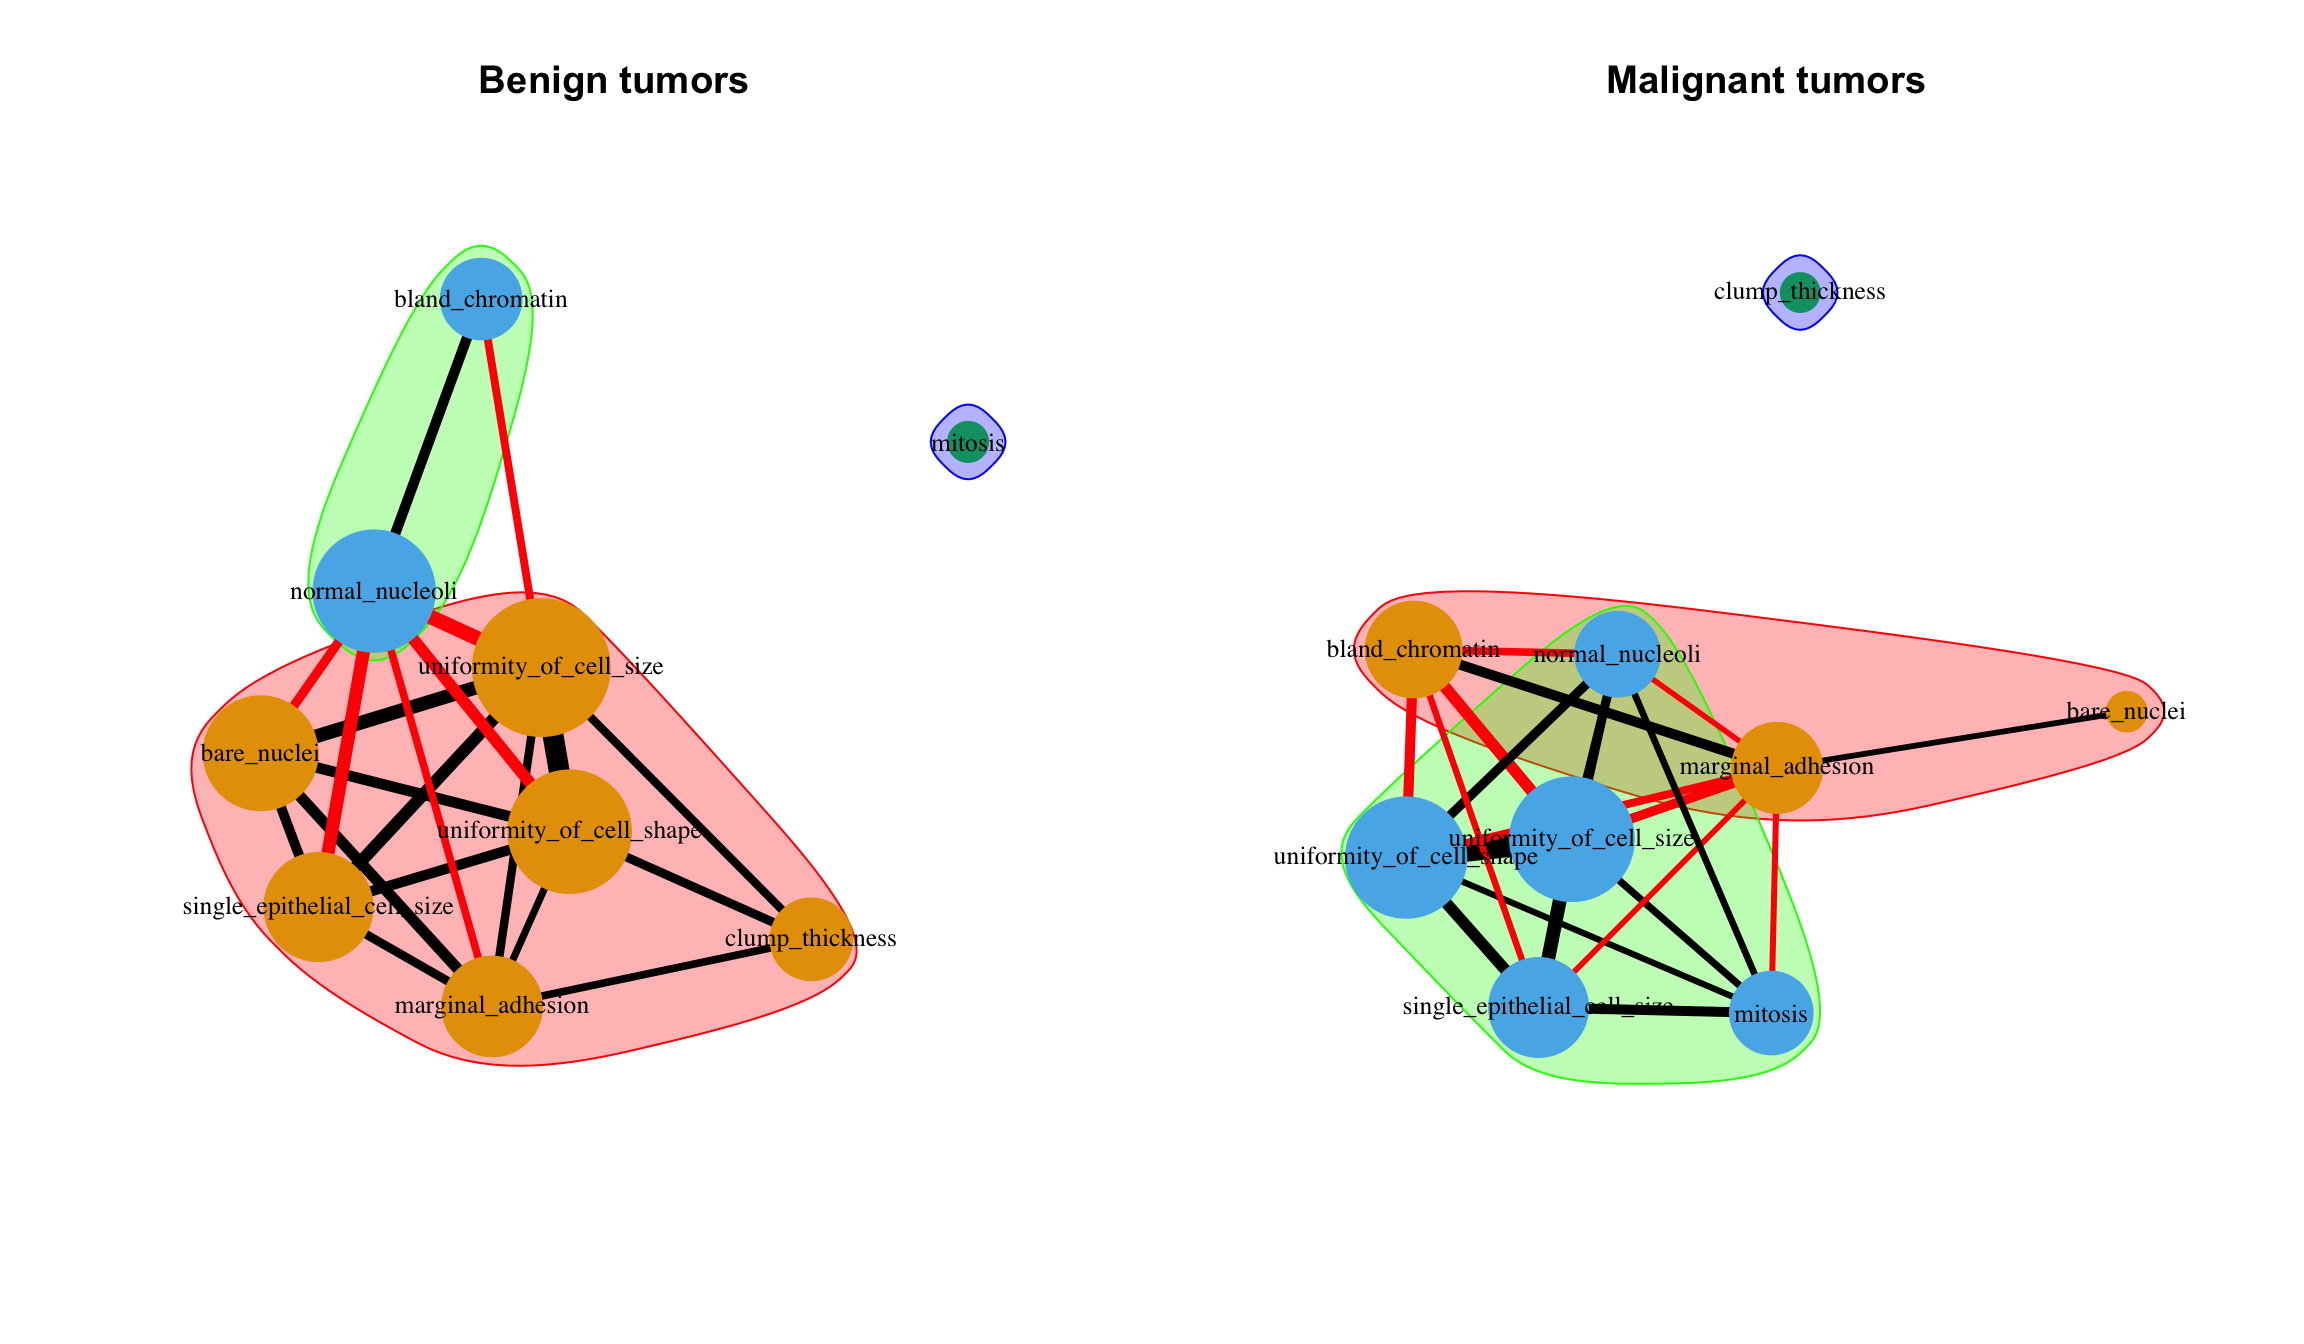 Benign tumors
bland_chromatin
mitosis
normal_nucleoli
uniformity_of_cell_size
bare_nuclei
uniformity_of_cell_shape
single_epithelial_cell_size
clump_thickness
marginal_adhesion
Malignant tumors
clump_thickness
bland_chromatin
normal_nucleoli
bare_nuclei
marginal_adhesion
uniformity_of_cell_size
uniformity_of_cell_shape
single_epithelial_cell_size
mitosis